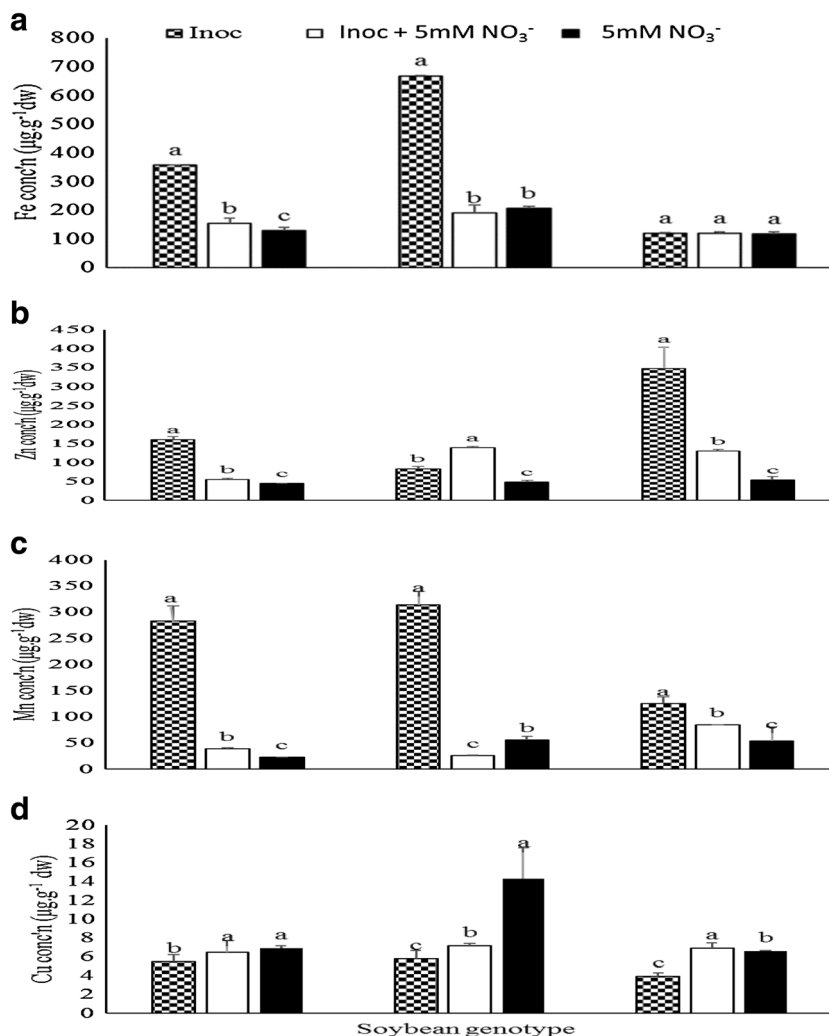 a
Inoc Inoc + 5mM NO₃⁻ 5mM NO₃⁻
Fe conc'n (µg.g⁻¹dw)
800
700
600
500
400
300
200
100
0
a
b
c
a
b
b
a
a
a
b
Zn conc'n (µg.g⁻¹dw)
450
400
350
300
250
200
150
100
50
0
a
b
c
b
a
c
a
b
c
c
Mn conc'n (µg.g⁻¹dw)
400
350
300
250
200
150
100
50
0
a
b
c
a
c
b
a
b
c
d
Cu conc'n (µg.g⁻¹ dw)
20
18
16
14
12
10
8
6
4
2
0
b
a
a
c
b
a
c
a
b
Soybean genotype